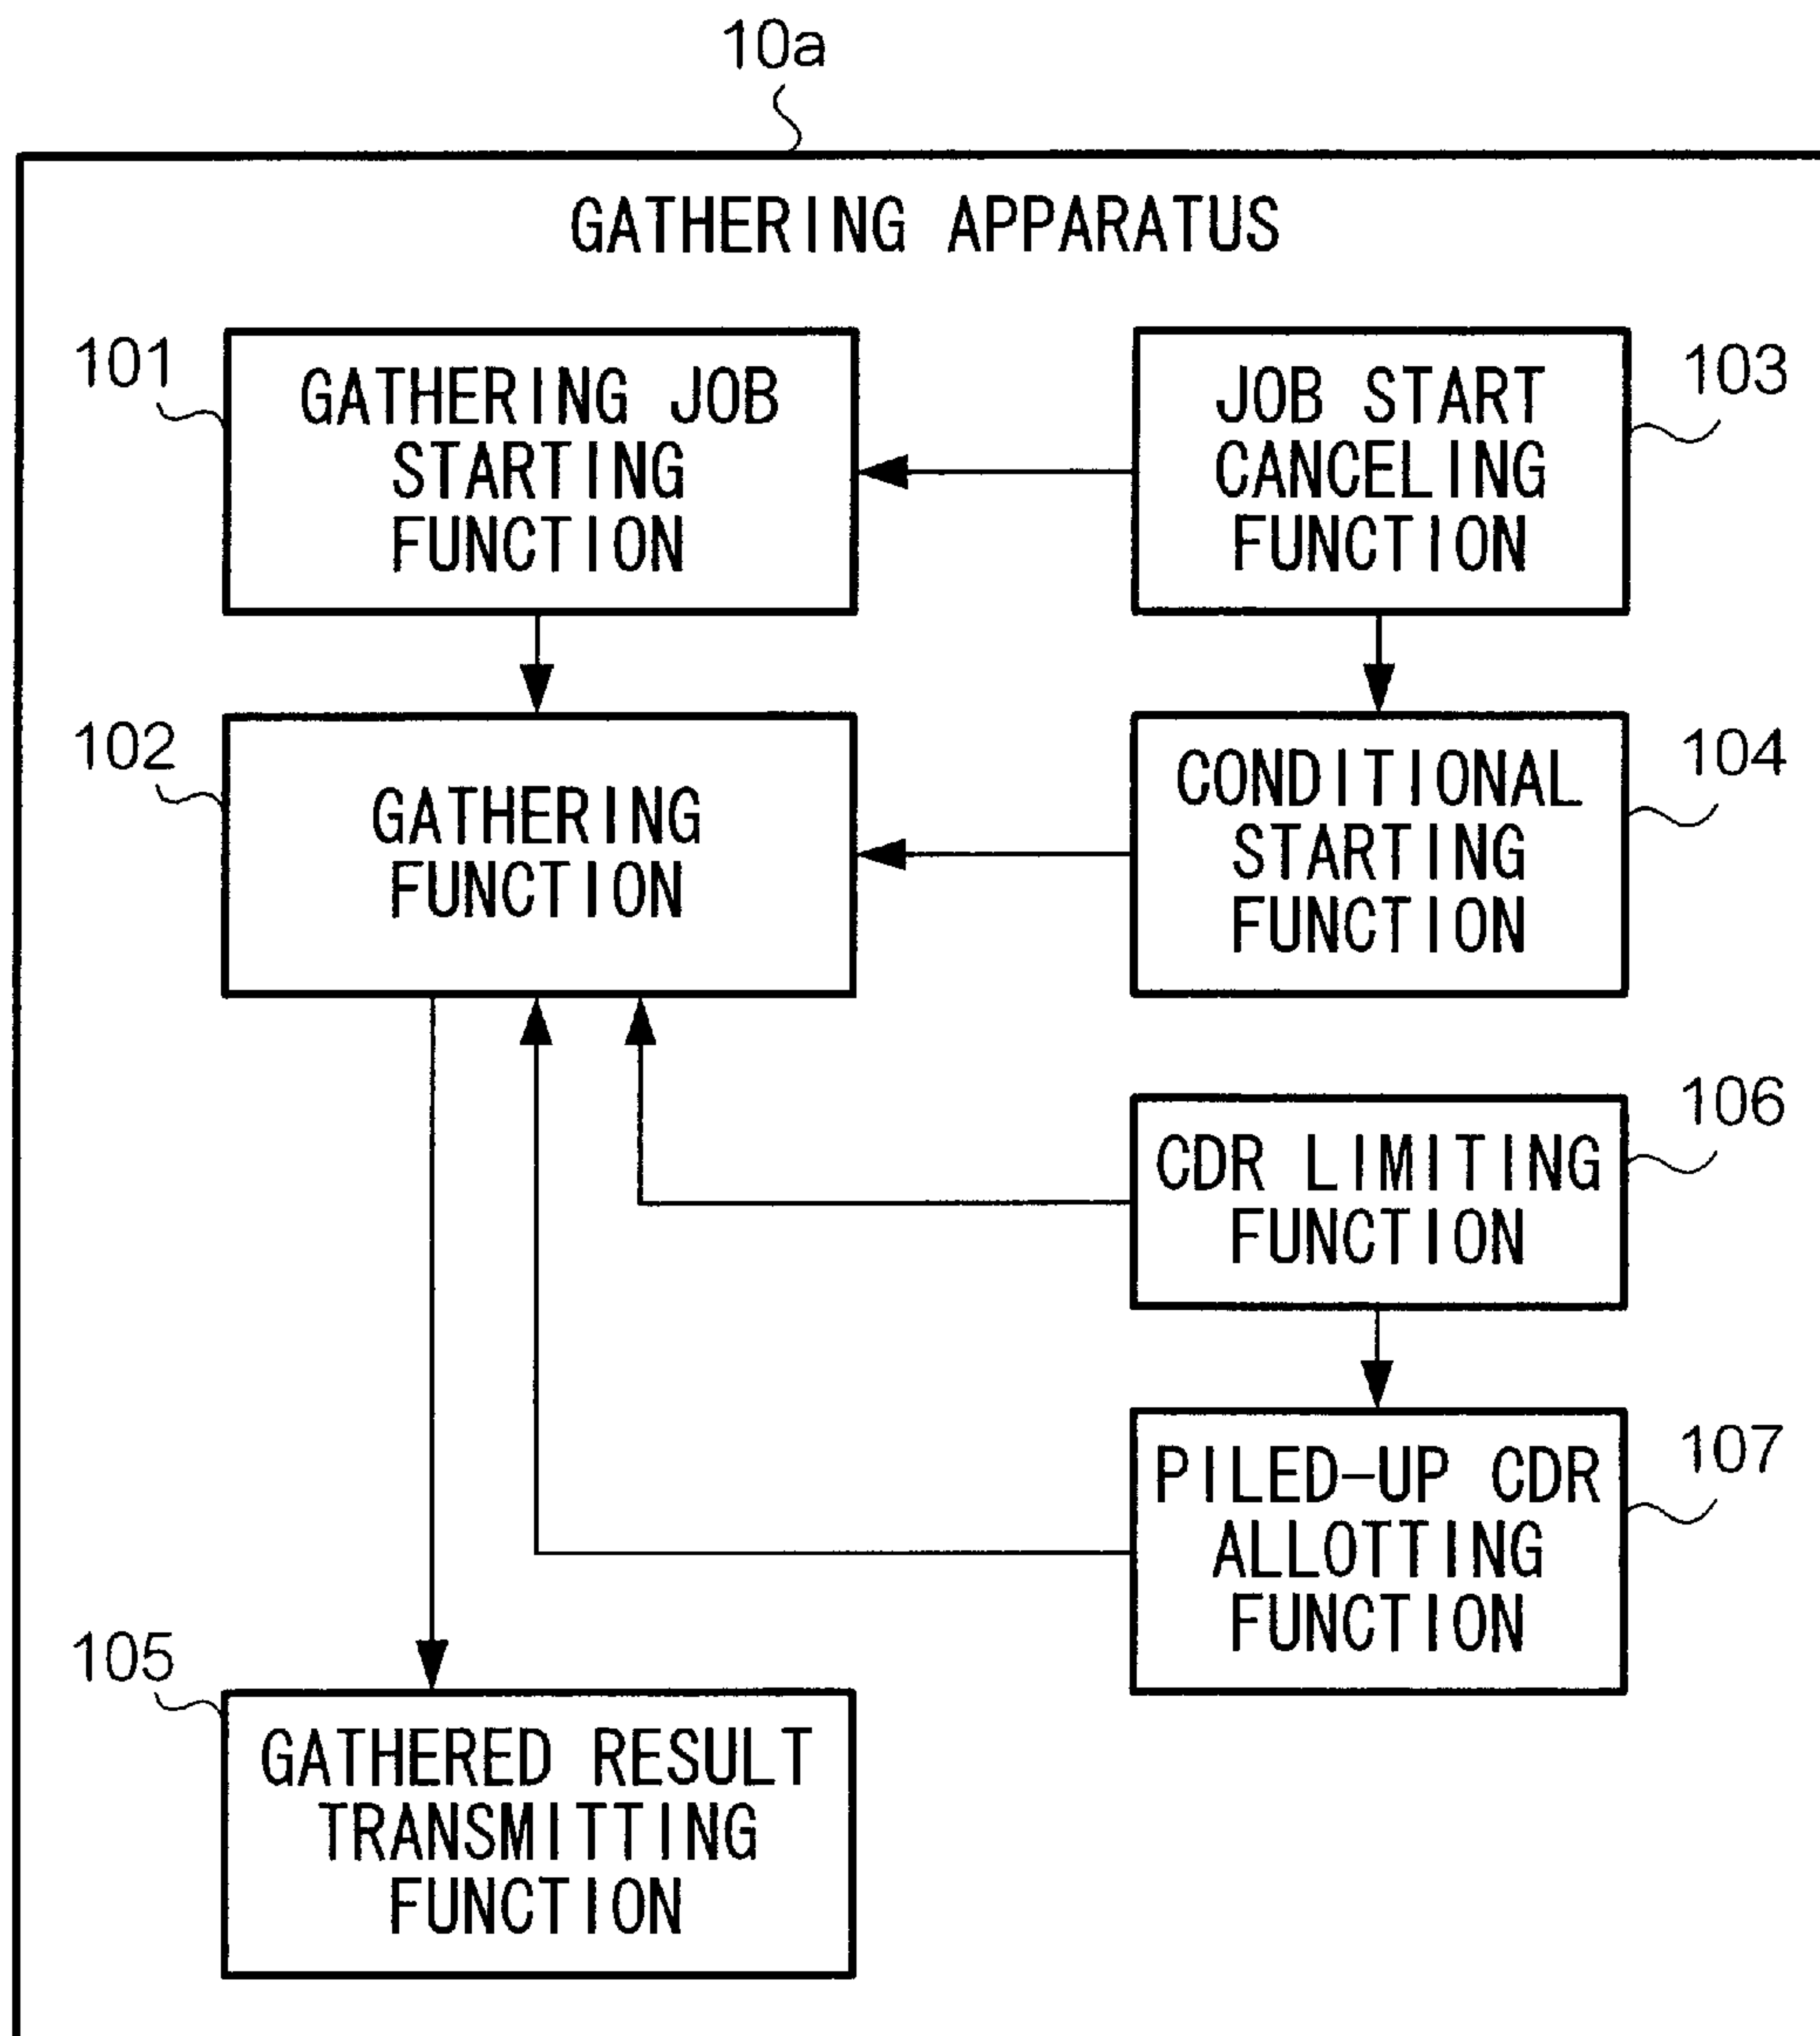 10a
GATHERING APPARATUS
101
GATHERING JOB
STARTING
FUNCTION
JOB START
CANCELING
FUNCTION
103
102
GATHERING
FUNCTION
CONDITIONAL
STARTING
FUNCTION
104
CDR LIMITING
FUNCTION
106
PILED-UP CDR
ALLOTTING
FUNCTION
107
105
GATHERED RESULT
TRANSMITTING
FUNCTION